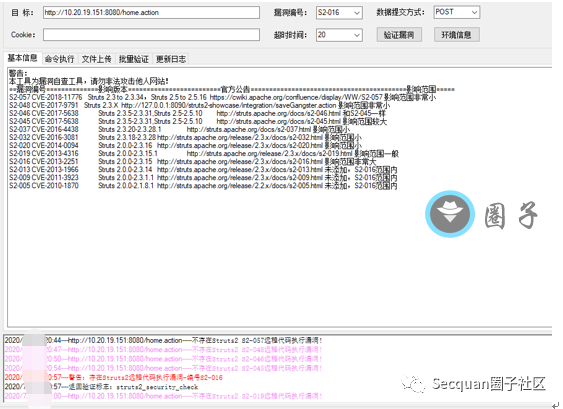 目 标： http://10.20.19.151:8080/home.action 漏洞编号： S2-016 数据提交方式： POST
Cookie： 超时时间： 20 验证漏洞 环境信息
基本信息 命令执行 文件上传 批量验证 更新日志
警告：
本工具为漏洞自查工具，请勿非法攻击他人网站！
==漏洞编号==============影响版本=========================官方公告==========================================影响范围=====
S2-057 CVE-2018-11776 Struts 2.3 to 2.3.34，Struts 2.5 to 2.5.16 https://cwiki.apache.org/confluence/display/WW/S2-057 影响范围非常小
S2-048 CVE-2017-9791 Struts 2.3.X http://127.0.0.1:8090/struts2-showcase/integration/saveGangster.action 影响范围非常小
S2-046 CVE-2017-5638 Struts 2.3.5-2.3.31,Struts 2.5-2.5.10 http://struts.apache.org/docs/s2-046.html 和S2-045一样
S2-045 CVE-2017-5638 Struts 2.3.5-2.3.31,Struts 2.5-2.5.10 http://struts.apache.org/docs/s2-045.html 影响范围较大
S2-037 CVE-2016-4438 Struts 2.3.20-2.3.28.1 http://struts.apache.org/docs/s2-037.html 影响范围小
S2-032 CVE-2016-3081 Struts 2.3.18-2.3.28 http://struts.apache.org/release/2.3.x/docs/s2-032.html 影响范围小
S2-020 CVE-2014-0094 Struts 2.0.0-2.3.16 http://struts.apache.org/release/2.3.x/docs/s2-020.html 影响范围小
S2-019 CVE-2013-4316 Struts 2.0.0-2.3.15.1 http://struts.apache.org/release/2.3.x/docs/s2-019.html 影响范围一般
S2-016 CVE-2013-2251 Struts 2.0.0-2.3.15 http://struts.apache.org/release/2.3.x/docs/s2-016.html 影响范围非常大
S2-013 CVE-2013-1966 Struts 2.0.0-2.3.14 http://struts.apache.org/release/2.3.x/docs/s2-013.html 未添加，S2-016范围内
S2-009 CVE-2011-3923 Struts 2.0.0-2.3.1.1 http://struts.apache.org/release/2.3.x/docs/s2-009.html 未添加，S2-016范围内
S2-005 CVE-2010-1870 Struts 2.0.0-2.1.8.1 http://struts.apache.org/release/2.2.x/docs/s2-005.html 未添加，S2-016范围内
圈子
2020/ 20:44---http://10.20.19.151:8080/home.action---不存在Struts2 S2-057远程代码执行漏洞！
2020/ 20:47---http://10.20.19.151:8080/home.action---不存在Struts2 S2-048远程代码执行漏洞！
2020/ 20:50---http://10.20.19.151:8080/home.action---不存在Struts2 S2-046远程代码执行漏洞！
2020/ 20:54---http://10.20.19.151:8080/home.action---不存在Struts2 远程代码执行漏洞！
2020/ 20:57---警告：存在Struts2远程代码执行漏洞-编号S2-016
2020/ 20:57---返回验证标志：struts2_security_check
2020/ :00---http://10.20.19.151:8080/home.action---不存在Struts2 S2-019远程代码执行漏洞！
Secquan圈子社区